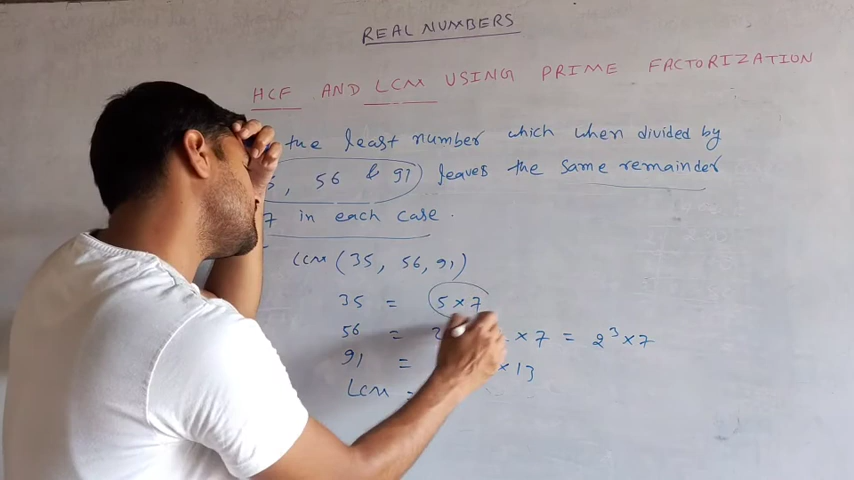 REAL NUMBERS
HCF AND LCM USING PRIME FACTORIZATION
the least number which when divided by
, 56 & 91 leaves the same remainder
7 in each case.
LCM (35, 56, 91)
35 = 5 × 7
56 = 2 × 7 = 2³ × 7
91 = × 13
LCM =